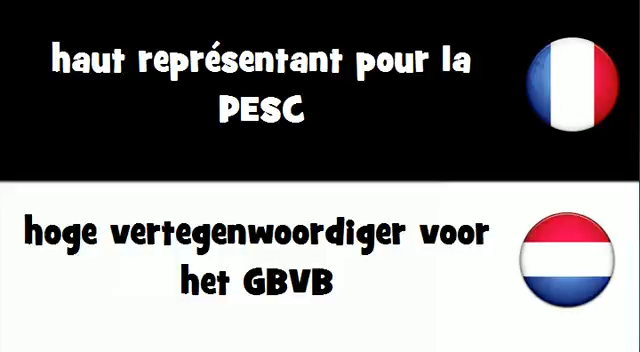 haut représentant pour la
PESC
hoge vertegenwoordiger voor
het GBVB